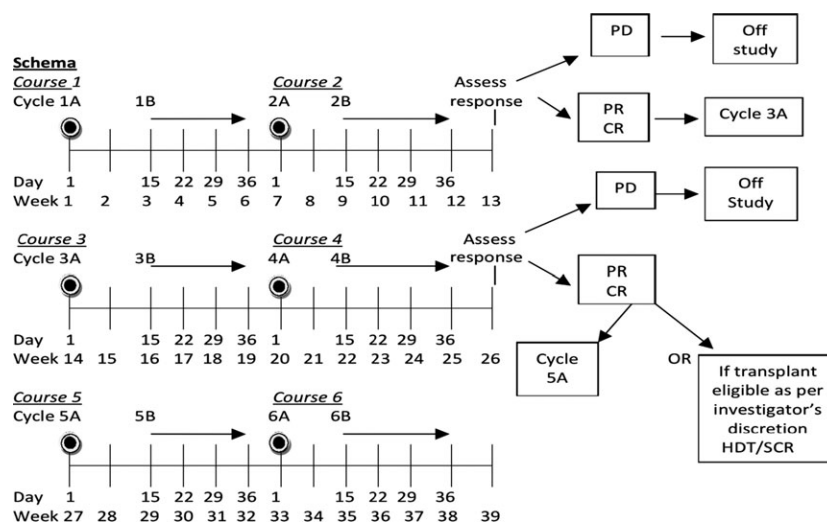 Schema
Course 1 Course 2
Cycle 1A 1B 2A 2B
Assess
response
PD
Off
study
PR
CR
Cycle 3A
Day
1 15 22 29 36 1 15 22 29 36
Week 1 2 3 4 5 6 7 8 9 10 11 12 13
PD
Off
Study
Course 3 Course 4
Cycle 3A 3B 4A 4B
Assess
response
PR
CR
Day
1 15 22 29 36 1 15 22 29 36
Week 14 15 16 17 18 19 20 21 22 23 24 25 26
Cycle
5A
OR
If transplant
eligible as per
investigator’s
discretion
HDT/SCR
Course 5 Course 6
Cycle 5A 5B 6A 6B
Day
1 15 22 29 36 1 15 22 29 36
Week 27 28 29 30 31 32 33 34 35 36 37 38 39